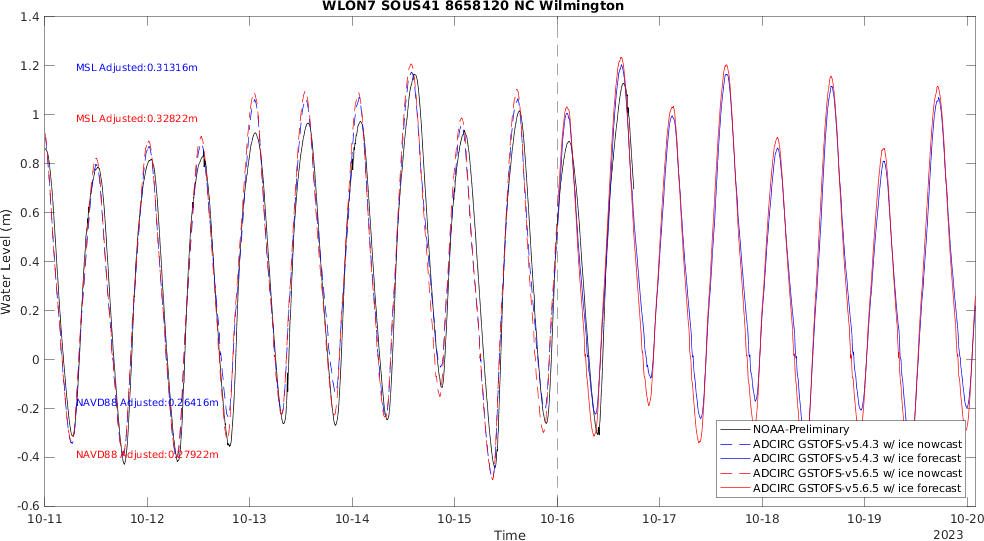 WLON7 SOUS41 8658120 NC Wilmington
1.4
1.2
1
0.8
0.6
0.4
0.2
0
-0.2
-0.4
-0.6
Water Level (m)
MSL Adjusted:0.31316m
MSL Adjusted:0.32822m
NAVD88 Adjusted:0.26416m
NAVD88 Adjusted:0.27922m
NOAA-Preliminary
ADCIRC GSTOFS-v5.4.3 w/ ice nowcast
ADCIRC GSTOFS-v5.4.3 w/ ice forecast
ADCIRC GSTOFS-v5.6.5 w/ ice nowcast
ADCIRC GSTOFS-v5.6.5 w/ ice forecast
10-11 10-12 10-13 10-14 10-15 10-16 10-17 10-18 10-19 10-20
Time
2023